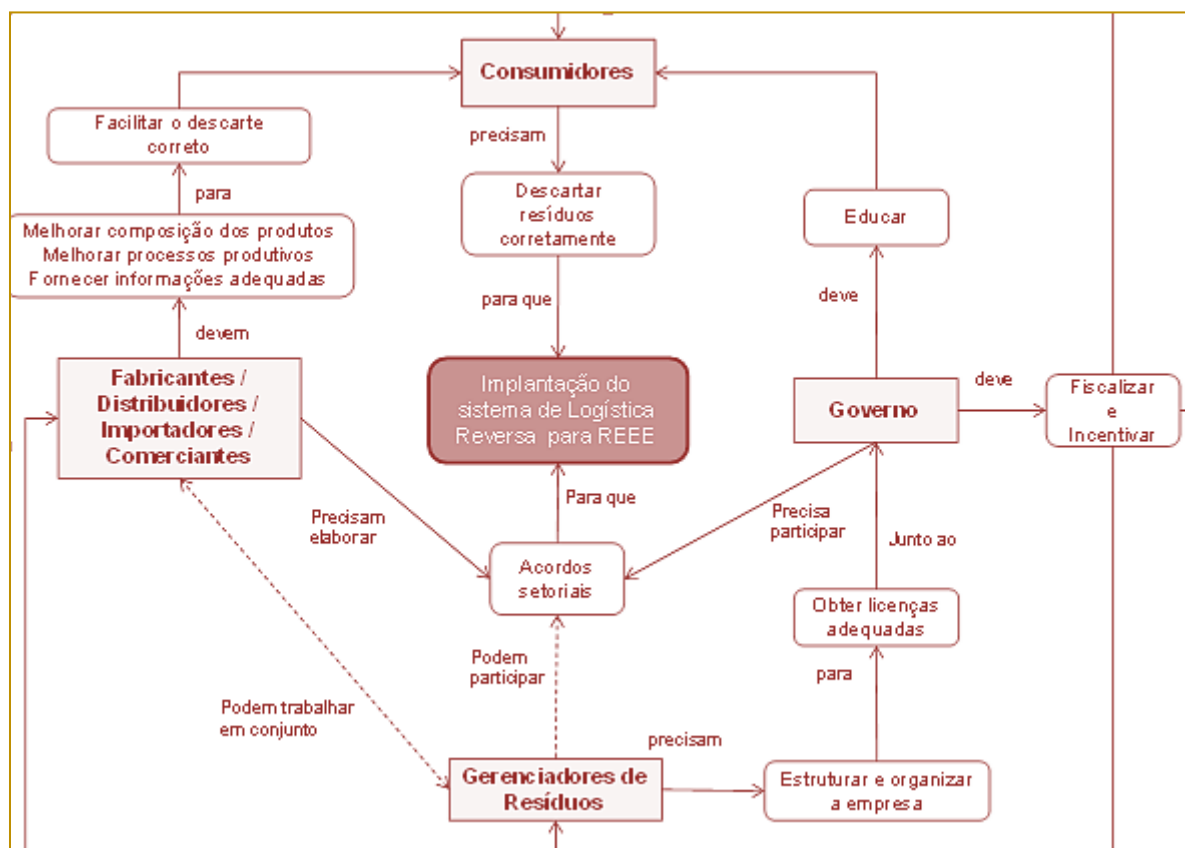 Consumidores
Facilitar o descarte
correto
precisam
para
Descartar
resíduos
corretamente
Educar
Melhorar composição dos produtos
Melhorar processos produtivos
Fornecer informações adequadas
para que
deve
devem
Fabricantes /
Distribuidores /
Importadores /
Comerciantes
Implantação do
sistema de Logística
Reversa para REEE
Governo
deve
Fiscalizar
e
Incentivar
Precisam
elaborar
Para que
Precisa
participar
Junto ao
Acordos
setoriais
Obter licenças
adequadas
Podem
participar
para
Podem trabalhar
em conjunto
precisam
Gerenciadores de
Resíduos
Estruturar e organizar
a empresa